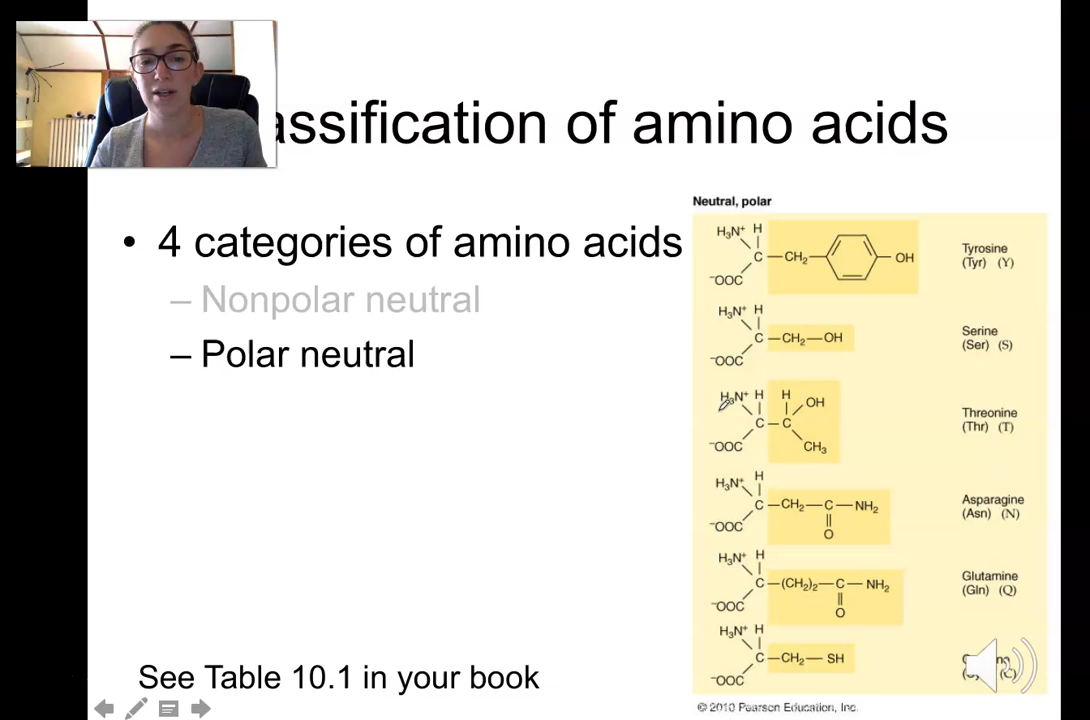 assification of amino acids
• 4 categories of amino acids
– Nonpolar neutral
– Polar neutral
See Table 10.1 in your book
Neutral, polar
H₃N⁺ H
C—CH₂— —OH
⁻OOC
Tyrosine
(Tyr) (Y)
H₃N⁺ H
C—CH₂—OH
⁻OOC
Serine
(Ser) (S)
H₃N⁺ H H OH
C—C
⁻OOC CH₃
Threonine
(Thr) (T)
H₃N⁺ H
C—CH₂—C—NH₂
⁻OOC O
Asparagine
(Asn) (N)
H₃N⁺ H
C—(CH₂)₂—C—NH₂
⁻OOC O
Glutamine
(Gln) (Q)
H₃N⁺ H
C—CH₂—SH
⁻OOC
© 2010 Pearson Education, Inc.